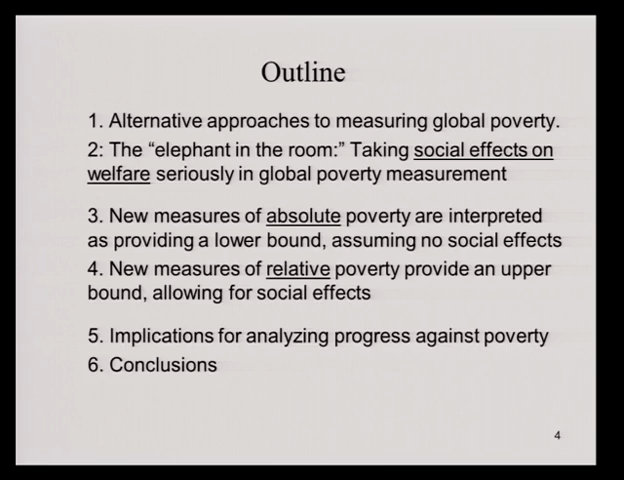 Outline
1. Alternative approaches to measuring global poverty.
2: The “elephant in the room:” Taking social effects on
welfare seriously in global poverty measurement
3. New measures of absolute poverty are interpreted
as providing a lower bound, assuming no social effects
4. New measures of relative poverty provide an upper
bound, allowing for social effects
5. Implications for analyzing progress against poverty
6. Conclusions
4